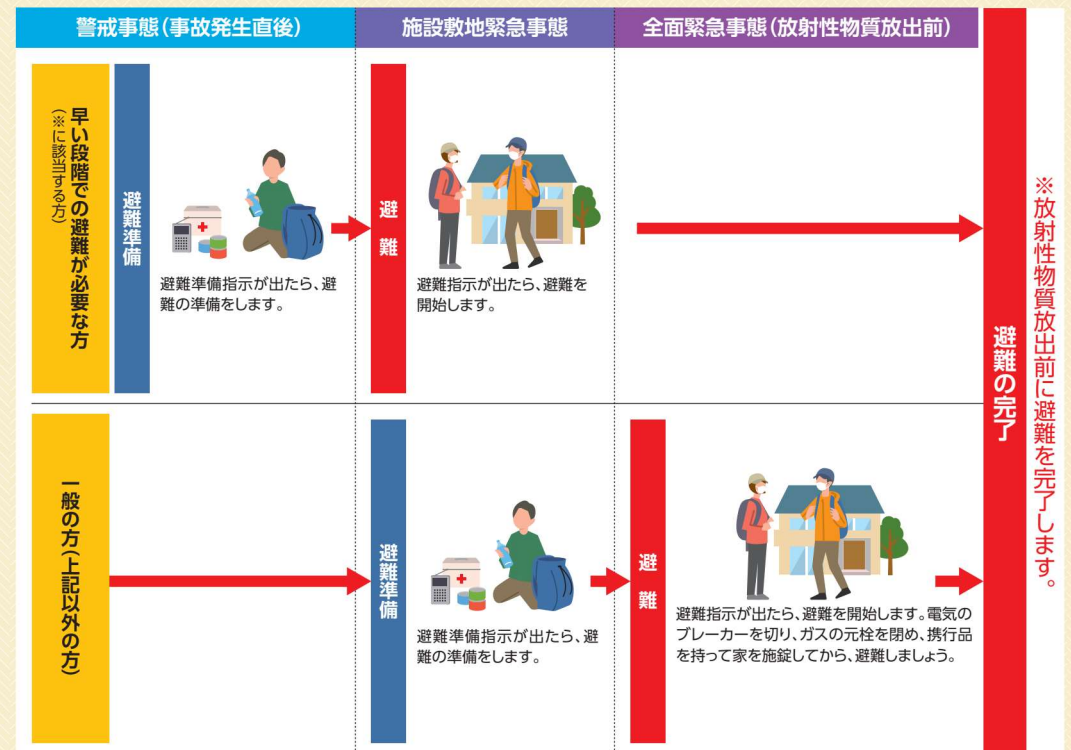 警戒事態(事故発生直後)
施設敷地緊急事態
全面緊急事態(放射性物質放出前)
早い段階での避難が必要な方
(※に該当する方)
避難準備
避難準備指示が出たら、避
難の準備をします。
避難
避難指示が出たら、避難を
開始します。
一般の方(上記以外の方)
避難準備
避難準備指示が出たら、避
難の準備をします。
避難
避難指示が出たら、避難を開始します。電気の
ブレーカーを切り、ガスの元栓を閉め、携行品
を持って家を施錠してから、避難しましょう。
避難の完了
※放射性物質放出前に避難を完了します。